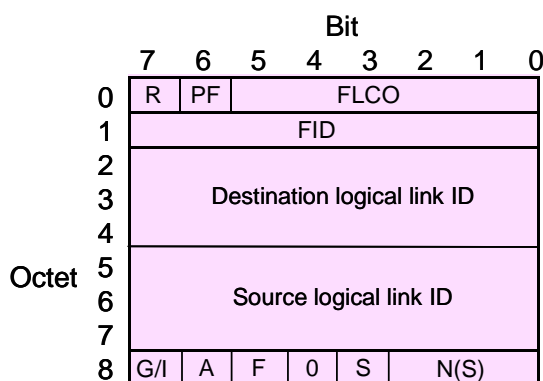 Bit
7 6 5 4 3 2 1 0
0 R PF FLCO
1 FID
2
3 Destination logical link ID
4
Octet
5
6 Source logical link ID
7
8 G/I A F 0 S N(S)